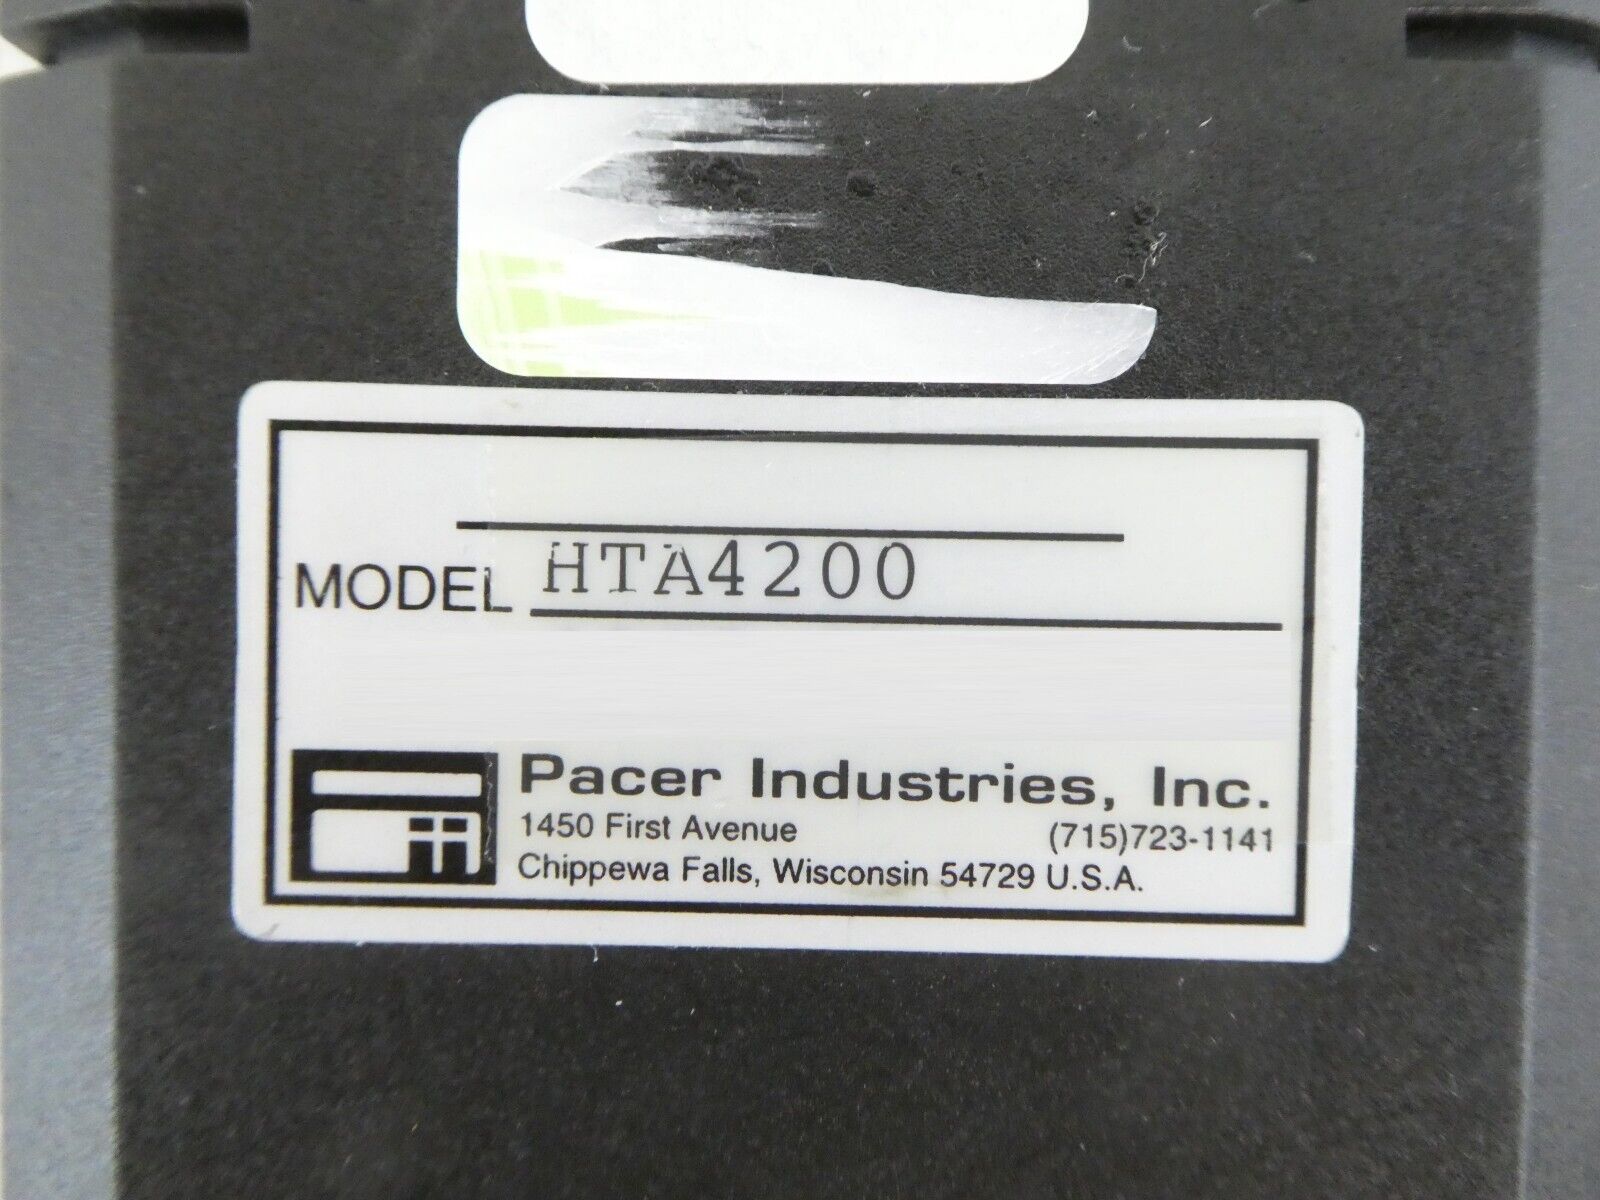 MODEL HTA4200
Pacer Industries, Inc.
1450 First Avenue (715)723-1141
Chippewa Falls, Wisconsin 54729 U.S.A.